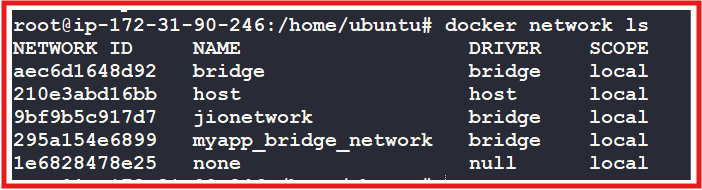 root@ip-172-31-90-246:/home/ubuntu# docker network ls
NETWORK ID NAME DRIVER SCOPE
aec6d1648d92 bridge bridge local
210e3abd16bb host host local
9bf9b5c917d7 jionetwork bridge local
295a154e6899 myapp_bridge_network bridge local
1e6828478e25 none null local